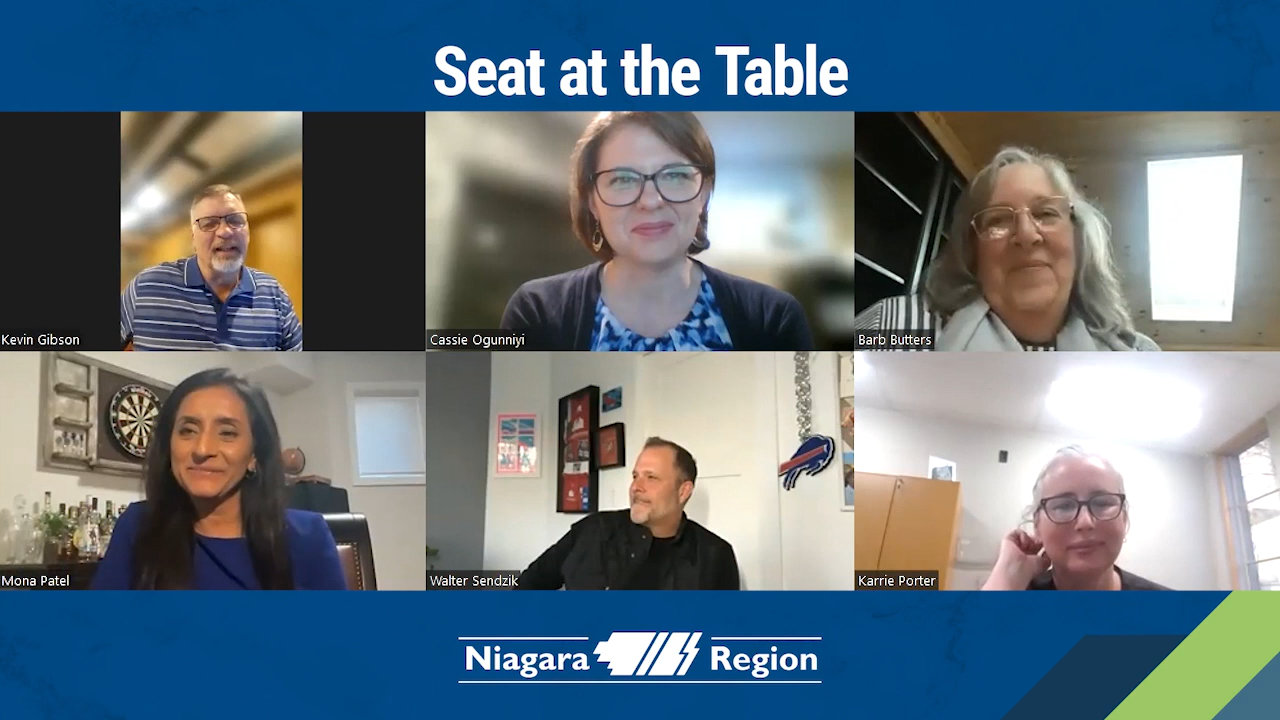 Seat at the Table
Kevin Gibson
Cassie Ogunniyi
Barb Butters
Mona Patel
Walter Sendzik
Karrie Porter
Niagara Region